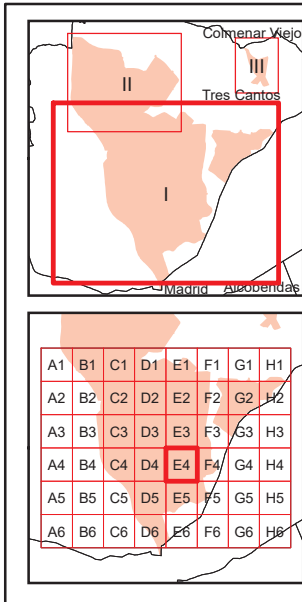 Colmenar Viejo
II
III
Tres Cantos
I
Madrid Alcobendas
A1 B1 C1 D1 E1 F1 G1 H1
A2 B2 C2 D2 E2 F2 G2 H2
A3 B3 C3 D3 E3 F3 G3 H3
A4 B4 C4 D4 E4 F4 G4 H4
A5 B5 C5 D5 E5 F5 G5 H5
A6 B6 C6 D6 E6 F6 G6 H6